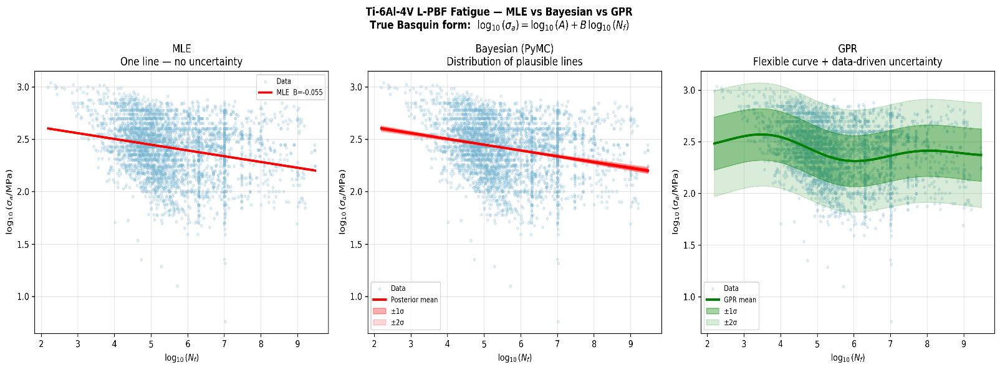 Ti-6Al-4V L-PBF Fatigue — MLE vs Bayesian vs GPR
True Basquin form: log₁₀(σₐ) = log₁₀(A) + B log₁₀(N_f)
MLE
One line — no uncertainty
3.0
2.5
2.0
1.5
1.0
log₁₀ (σₐ/MPa)
2 3 4 5 6 7 8 9
log₁₀(N_f)
Data
MLE B=-0.055
Bayesian (PyMC)
Distribution of plausible lines
3.0
2.5
2.0
1.5
1.0
log₁₀ (σₐ/MPa)
2 3 4 5 6 7 8 9
log₁₀(N_f)
Data
Posterior mean
±1σ
±2σ
GPR
Flexible curve + data-driven uncertainty
3.0
2.5
2.0
1.5
1.0
log₁₀ (σₐ/MPa)
2 3 4 5 6 7 8 9
log₁₀(N_f)
Data
GPR mean
±1σ
±2σ